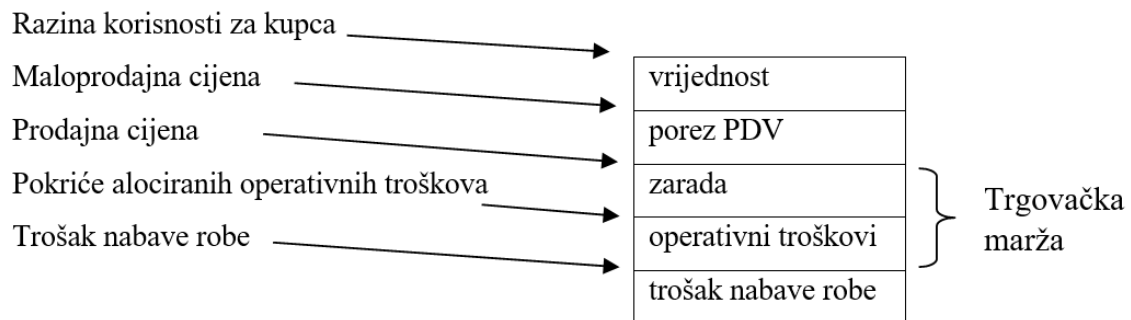 Razina korisnosti za kupca
Maloprodajna cijena
Prodajna cijena
Pokriće alociranih operativnih troškova
Trošak nabave robe
vrijednost
porez PDV
zarada
operativni troškovi
trošak nabave robe
Trgovačka
marža